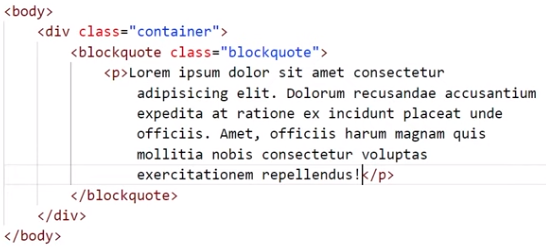 <body>
<div class="container">
<blockquote class="blockquote">
<p>Lorem ipsum dolor sit amet consectetur
adipisicing elit. Dolorum recusandae accusantium
expedita at ratione ex incidunt placeat unde
officiis. Amet, officiis harum magnam quis
mollitia nobis consectetur voluptas
exercitationem repellendus!</p>
</blockquote>
</div>
</body>